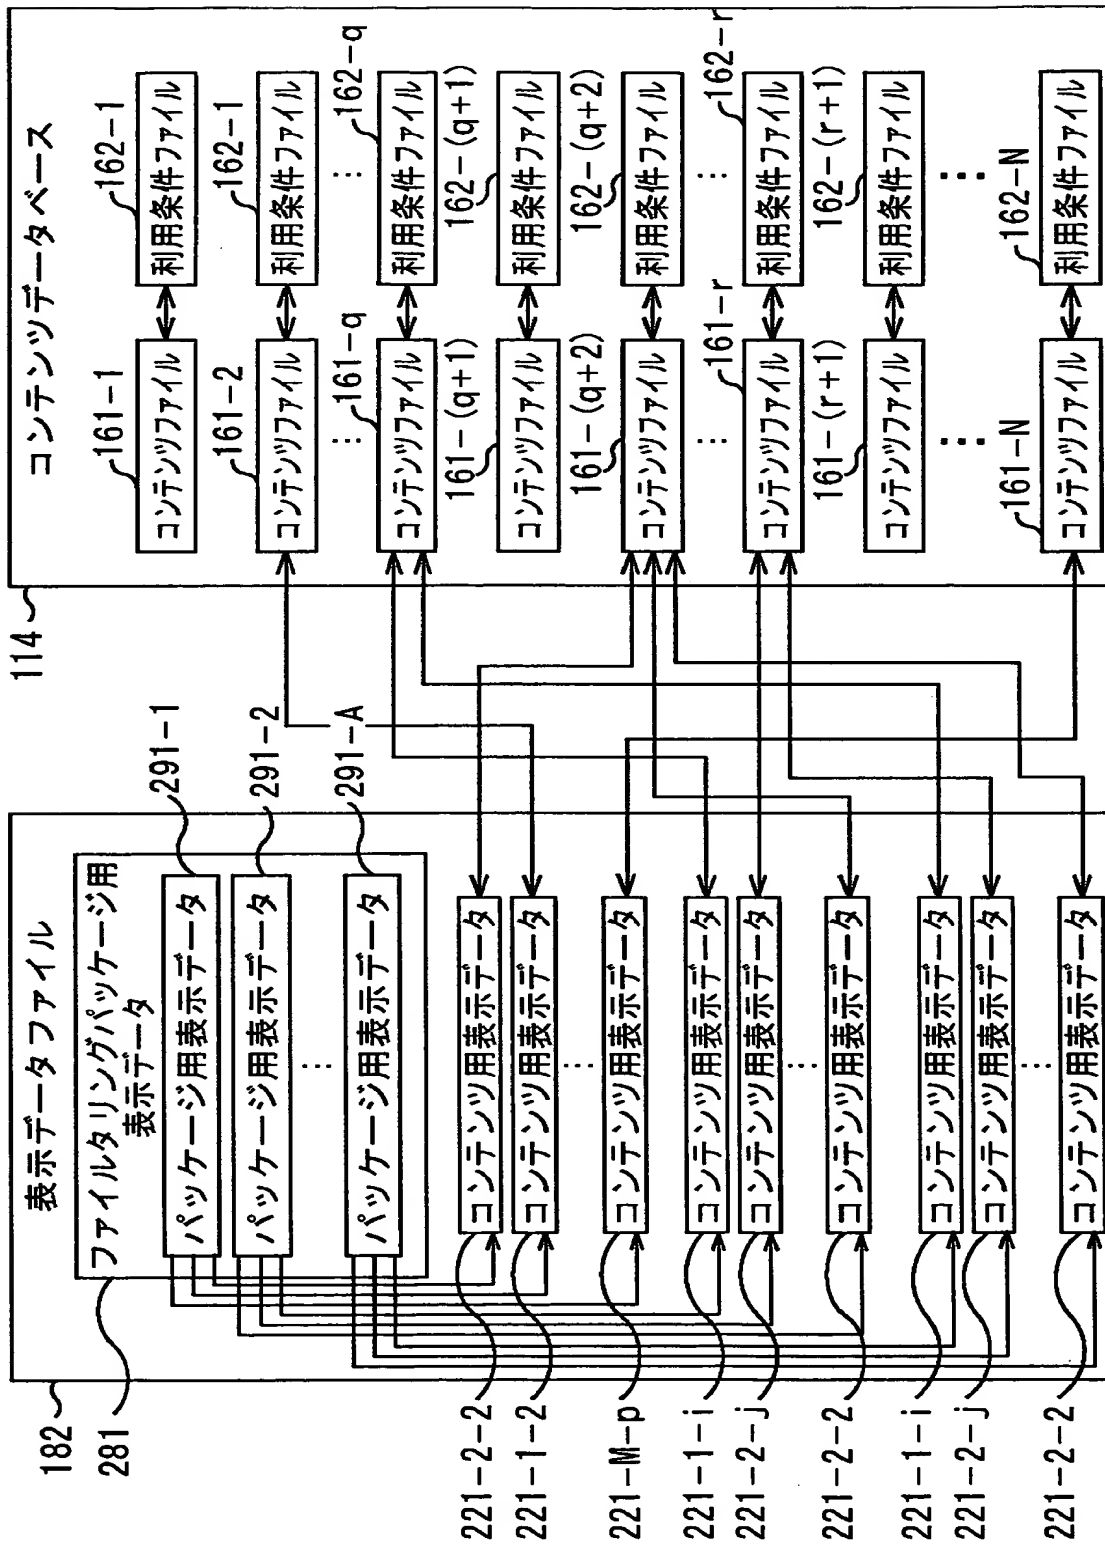 表示データファイル
ファイルタリングパッケージ用
表示データ
パッケージ用表示データ
パッケージ用表示データ
…
パッケージ用表示データ
182
281
291-1
291-2
291-A
コンテンツ用表示データ
コンテンツ用表示データ
…
コンテンツ用表示データ
コンテンツ用表示データ
コンテンツ用表示データ
…
コンテンツ用表示データ
コンテンツ用表示データ
コンテンツ用表示データ
…
コンテンツ用表示データ
221-2-2
221-1-2
221-M-p
221-1-i
221-2-j
221-2-2
221-1-i
221-2-j
221-2-2
114
コンテンツデータベース
161-1
コンテンツファイル
162-1
利用条件ファイル
161-2
コンテンツファイル
162-1
利用条件ファイル
…
…
161-q
コンテンツファイル
162-q
利用条件ファイル
161-(q+1)
コンテンツファイル
162-(q+1)
利用条件ファイル
161-(q+2)
コンテンツファイル
162-(q+2)
利用条件ファイル
…
…
161-r
コンテンツファイル
162-r
利用条件ファイル
161-(r+1)
コンテンツファイル
162-(r+1)
利用条件ファイル
…
…
161-N
コンテンツファイル
162-N
利用条件ファイル